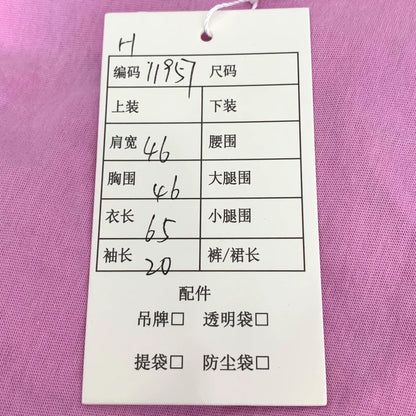 H
编码 11957 尺码
上装 下装
肩宽 46 腰围
胸围 46 大腿围
衣长 65 小腿围
袖长 20 裤/裙长
配件
吊牌□ 透明袋□
提袋□ 防尘袋□